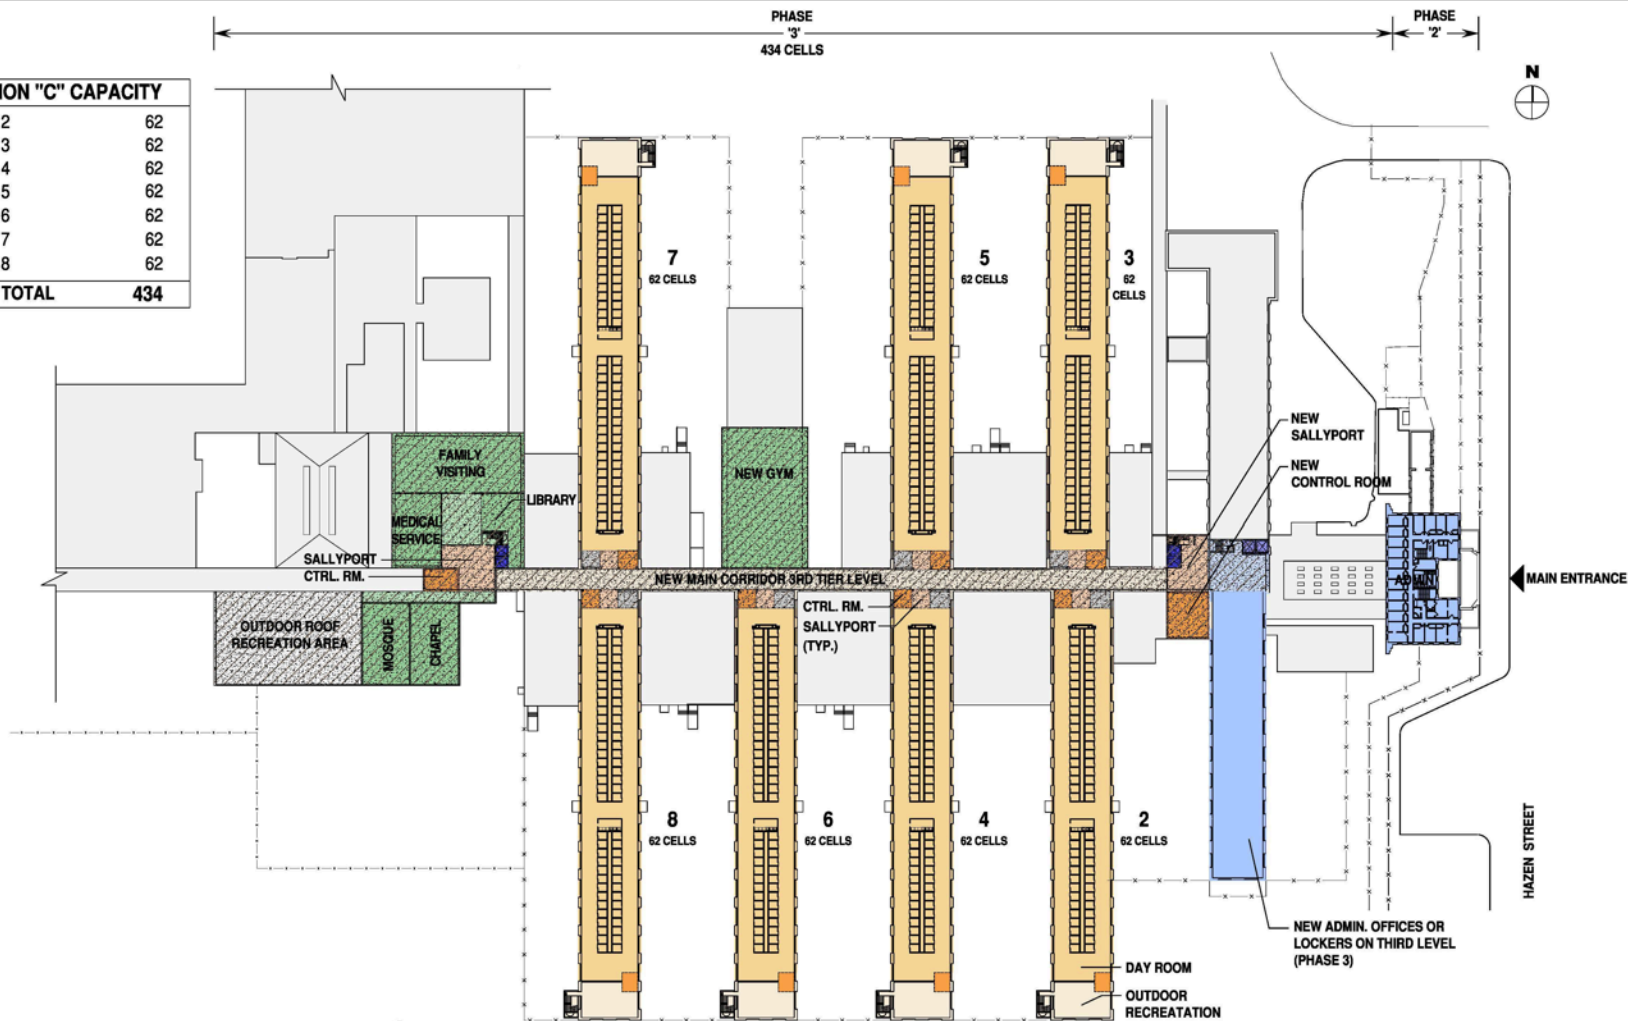 PHASE
'3'
434 CELLS
PHASE
'2'
N
ION "C" CAPACITY
2 62
3 62
4 62
5 62
6 62
7 62
8 62
TOTAL 434
7
62 CELLS
5
62 CELLS
3
62
CELLS
NEW
SALLYPORT
NEW
CONTROL ROOM
FAMILY
VISITING
NEW GYM
LIBRARY
MEDICAL
SERVICE
SALLYPORT
CTRL. RM.
NEW MAIN CORRIDOR 3RD TIER LEVEL
ADMIN
MAIN ENTRANCE
CTRL. RM.
SALLYPORT
(TYP.)
OUTDOOR ROOF
RECREATION AREA
MOSQUE
CHAPEL
8
62 CELLS
6
62 CELLS
4
62 CELLS
2
62 CELLS
HAZEN STREET
NEW ADMIN. OFFICES OR
LOCKERS ON THIRD LEVEL
(PHASE 3)
DAY ROOM
OUTDOOR
RECREATATION